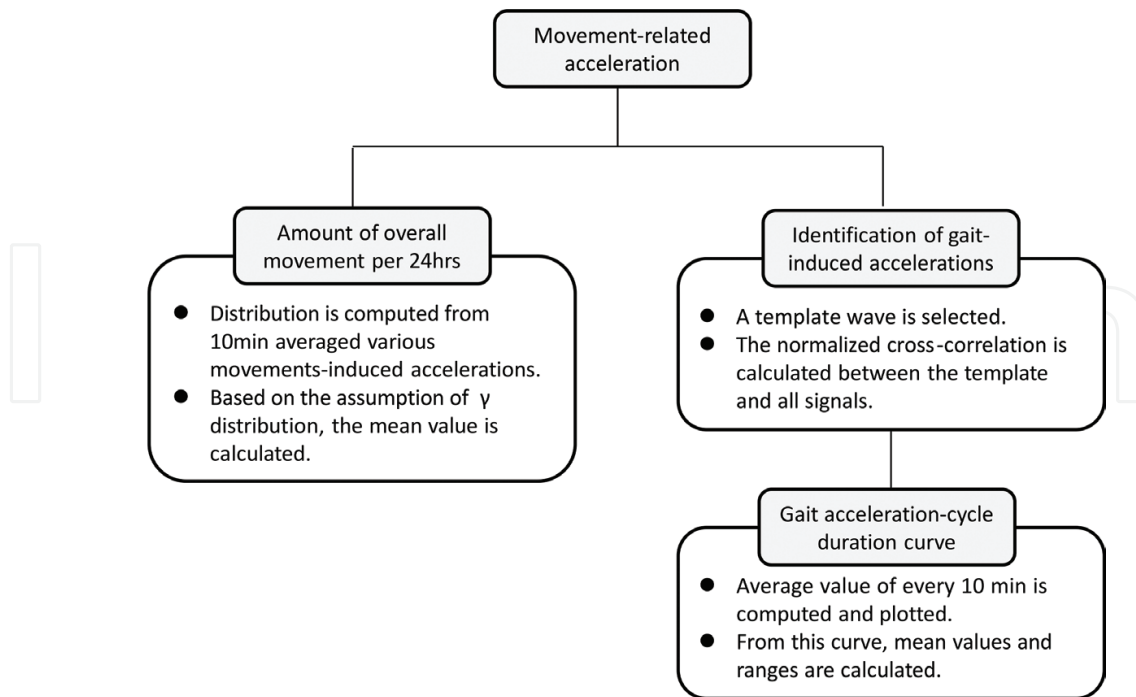 Movement-related
acceleration
Amount of overall
movement per 24hrs
● Distribution is computed from
10min averaged various
movements-induced accelerations.
● Based on the assumption of γ
distribution, the mean value is
calculated.
Identification of gait-
induced accelerations
● A template wave is selected.
● The normalized cross-correlation is
calculated between the template
and all signals.
Gait acceleration-cycle
duration curve
● Average value of every 10 min is
computed and plotted.
● From this curve, mean values and
ranges are calculated.